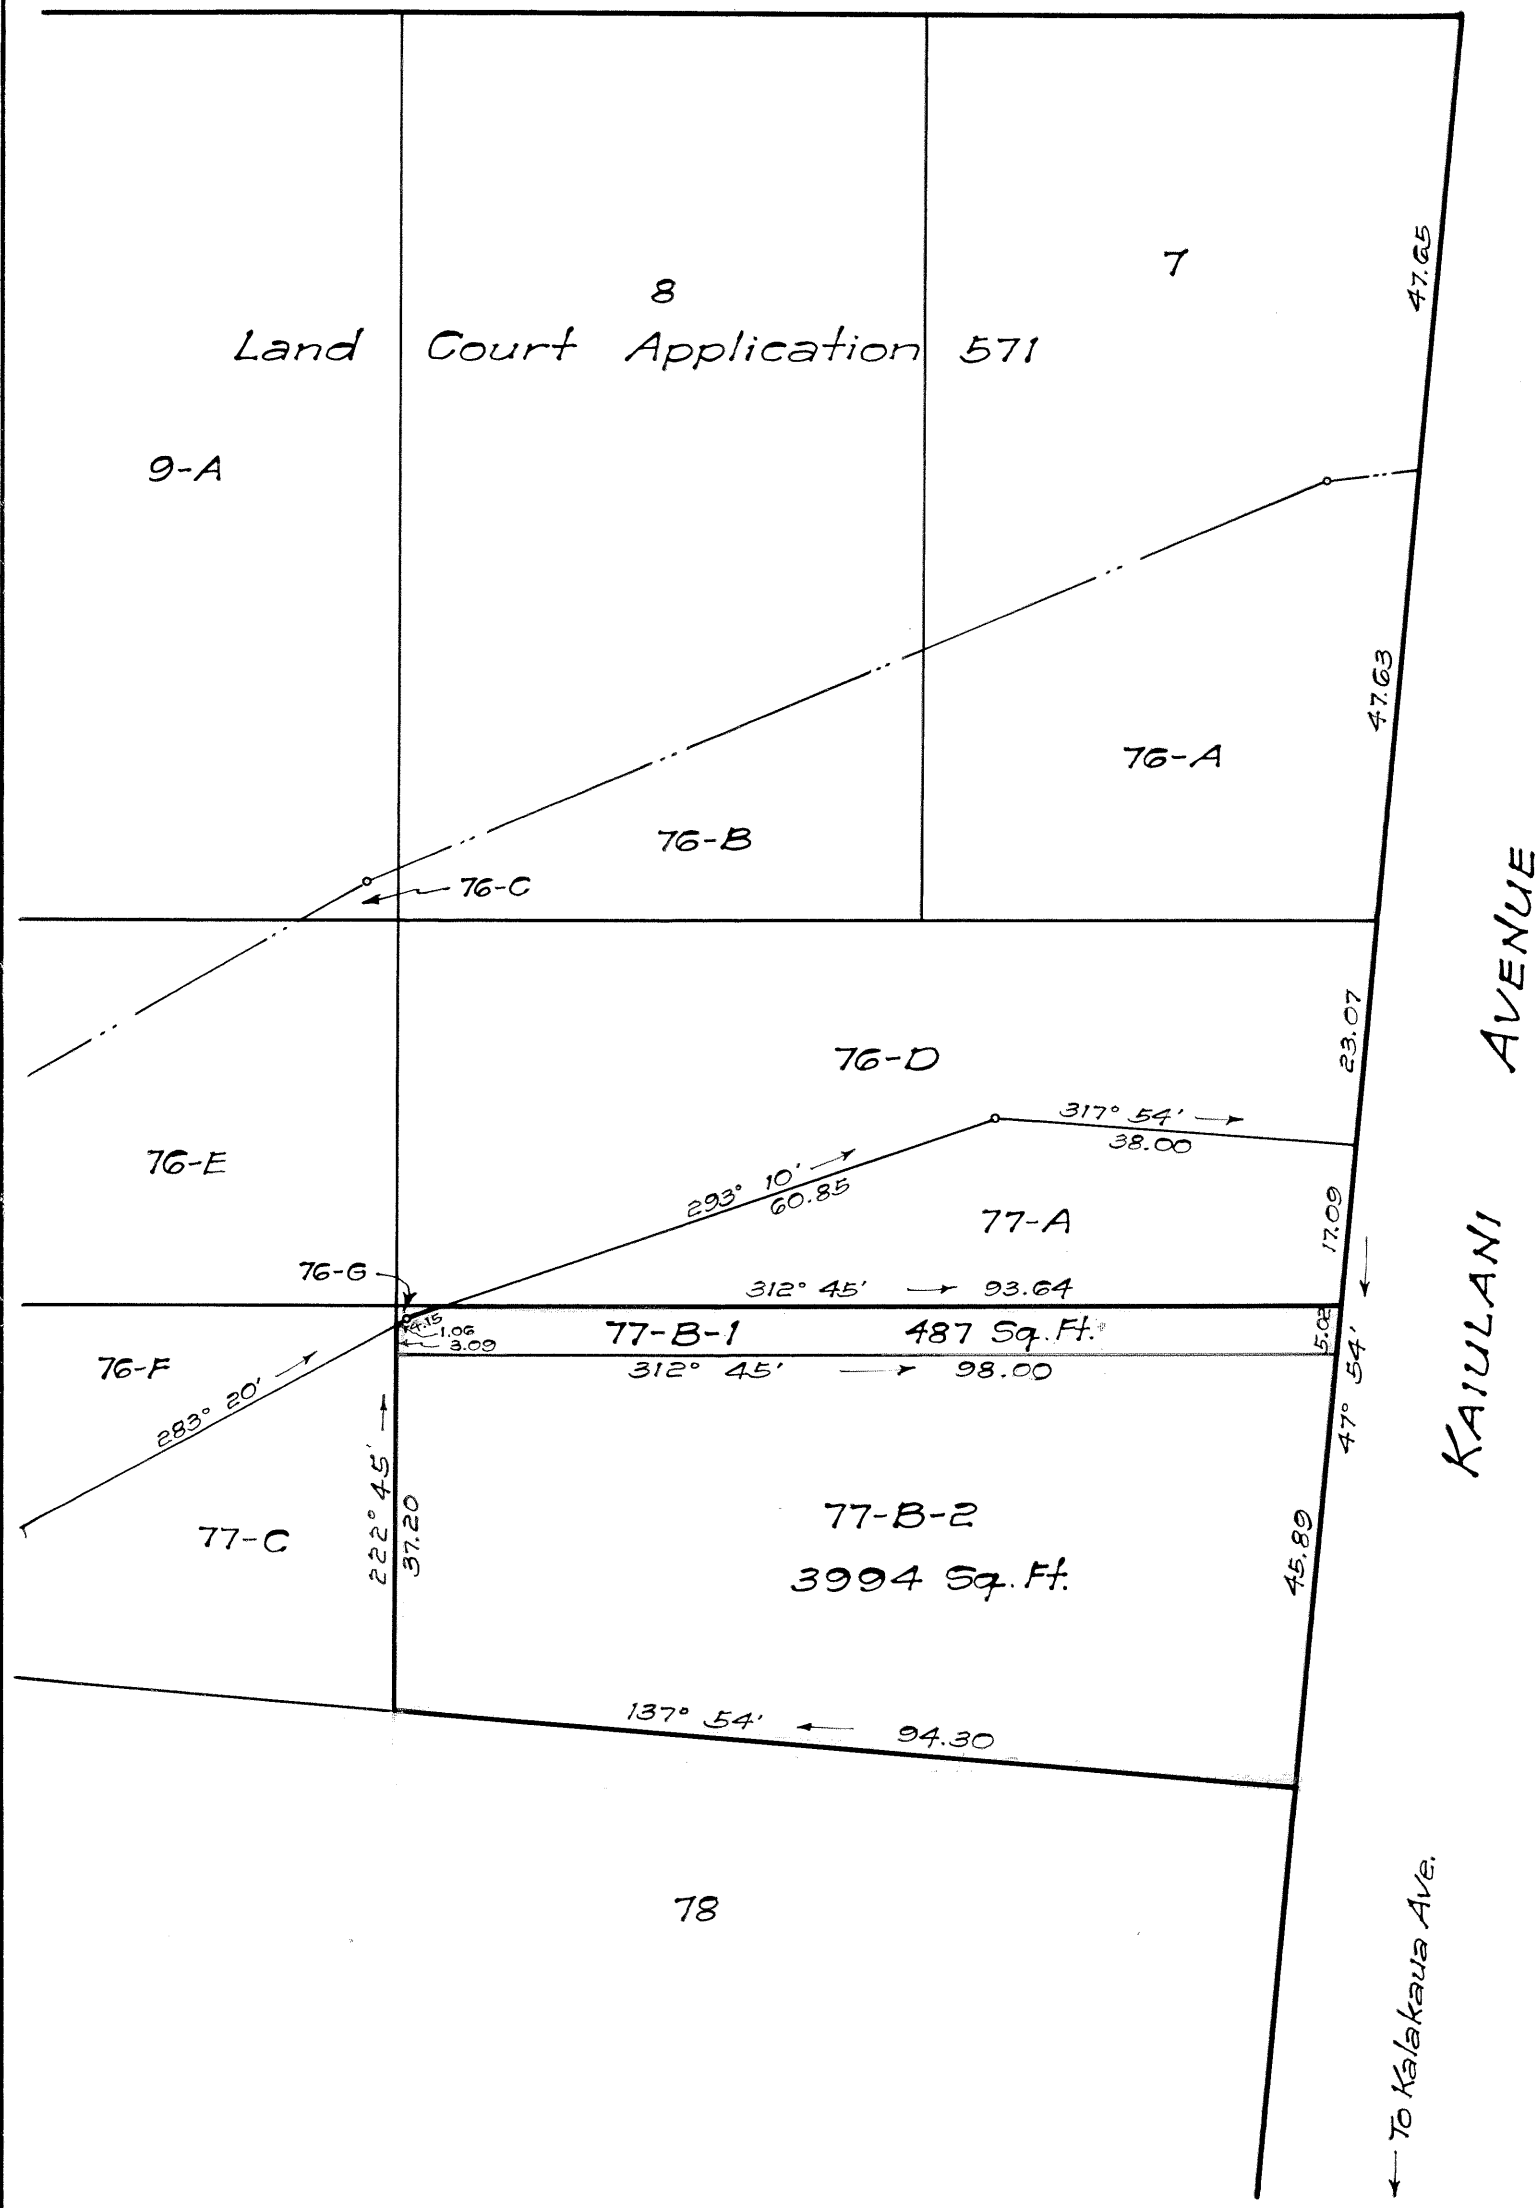 7
47.65
8
Land Court Application 571
9-A
47.63
76-A
76-B
76-C
KAIULANI AVENUE
23.07
76-D
317° 54'
38.00
76-E
293° 10'
60.85
77-A
17.09
76-G
312° 45' 93.64
4.15
1.06
3.09
77-B-1 487 Sq. Ft.
5.02
76-F
312° 45' 98.00
47° 54'
283° 20'
222° 45'
37.20
77-C
77-B-2
3994 Sq. Ft.
45.89
137° 54' 94.30
78
To Kalakaua Ave.